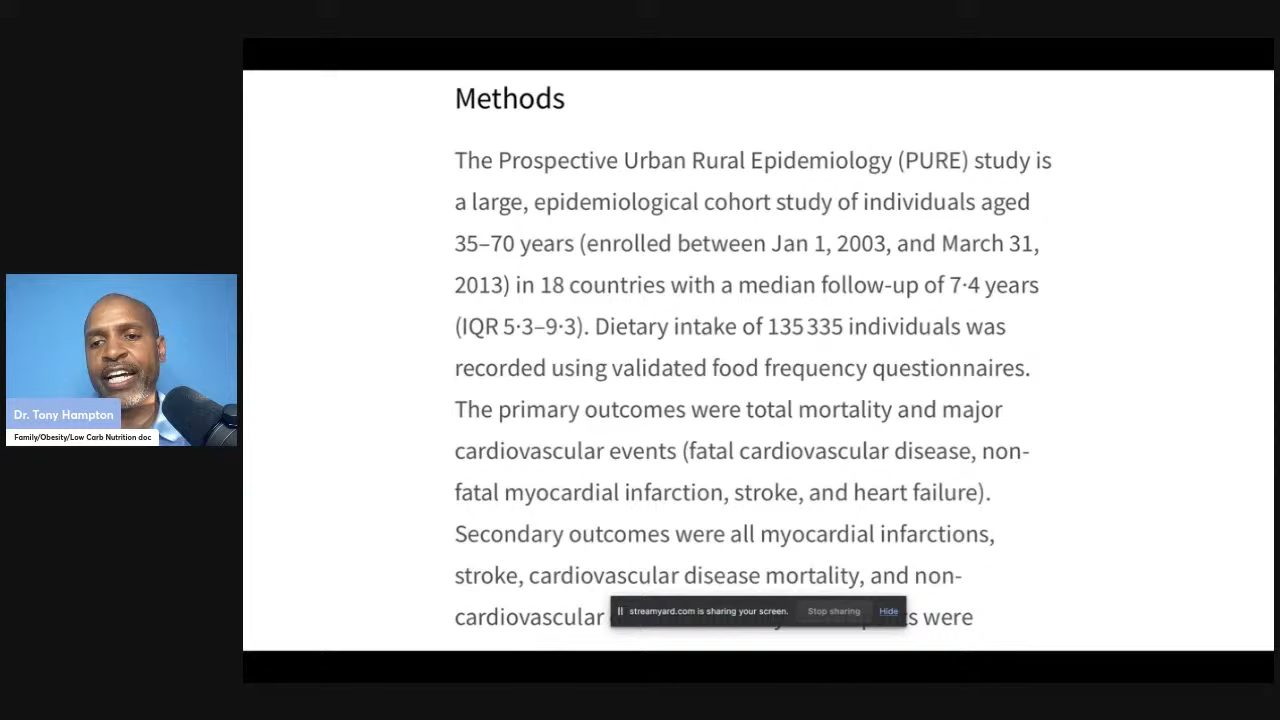 Methods
The Prospective Urban Rural Epidemiology (PURE) study is
a large, epidemiological cohort study of individuals aged
35–70 years (enrolled between Jan 1, 2003, and March 31,
2013) in 18 countries with a median follow-up of 7·4 years
(IQR 5·3–9·3). Dietary intake of 135 335 individuals was
recorded using validated food frequency questionnaires.
The primary outcomes were total mortality and major
cardiovascular events (fatal cardiovascular disease, non-
fatal myocardial infarction, stroke, and heart failure).
Secondary outcomes were all myocardial infarctions,
stroke, cardiovascular disease mortality, and non-
cardiovascular were
streamyard.com is sharing your screen. Stop sharing Hide
Dr. Tony Hampton
Family/Obesity/Low Carb Nutrition doc